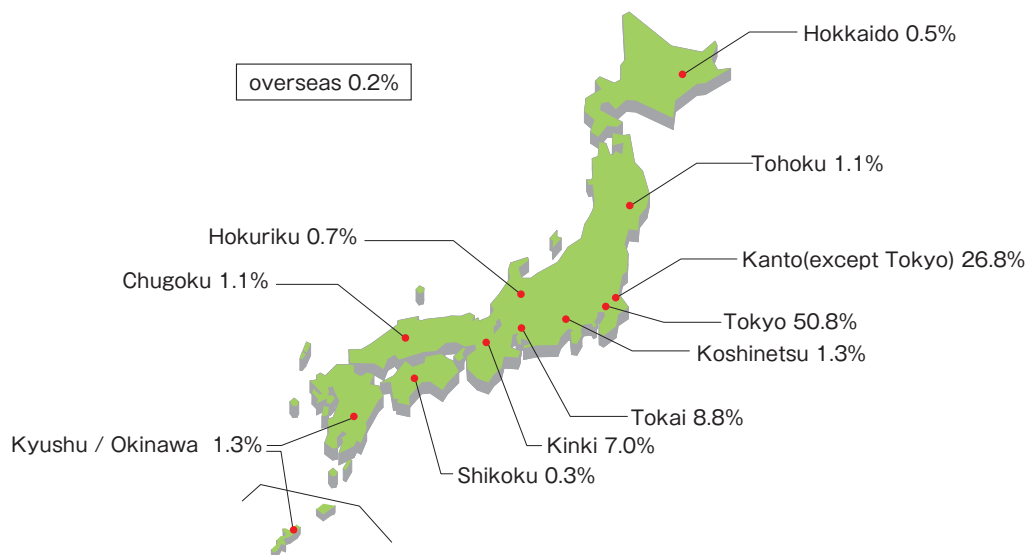 Hokkaido 0.5%
overseas 0.2%
Tohoku 1.1%
Hokuriku 0.7%
Kanto(except Tokyo) 26.8%
Chugoku 1.1%
Tokyo 50.8%
Koshinetsu 1.3%
Tokai 8.8%
Kyushu / Okinawa 1.3%
Kinki 7.0%
Shikoku 0.3%